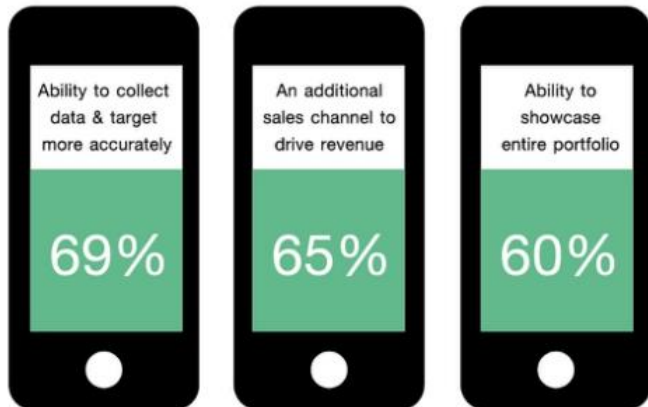 Ability to collect
data & target
more accurately
69%
An additional
sales channel to
drive revenue
65%
Ability to
showcase
entire portfolio
60%